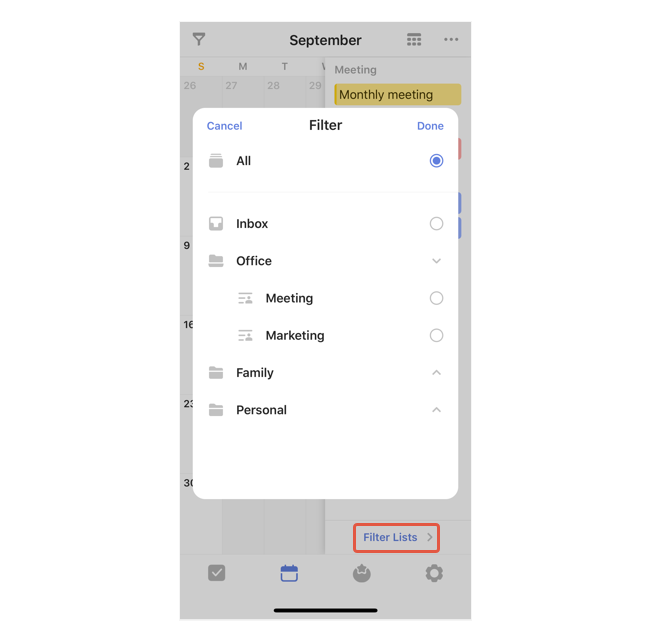 September
S M T W
Meeting
26 27 28 29
Monthly meeting
Cancel Filter Done
All
2
Inbox
9
Office
Meeting
16
Marketing
Family
23
Personal
30
Filter Lists